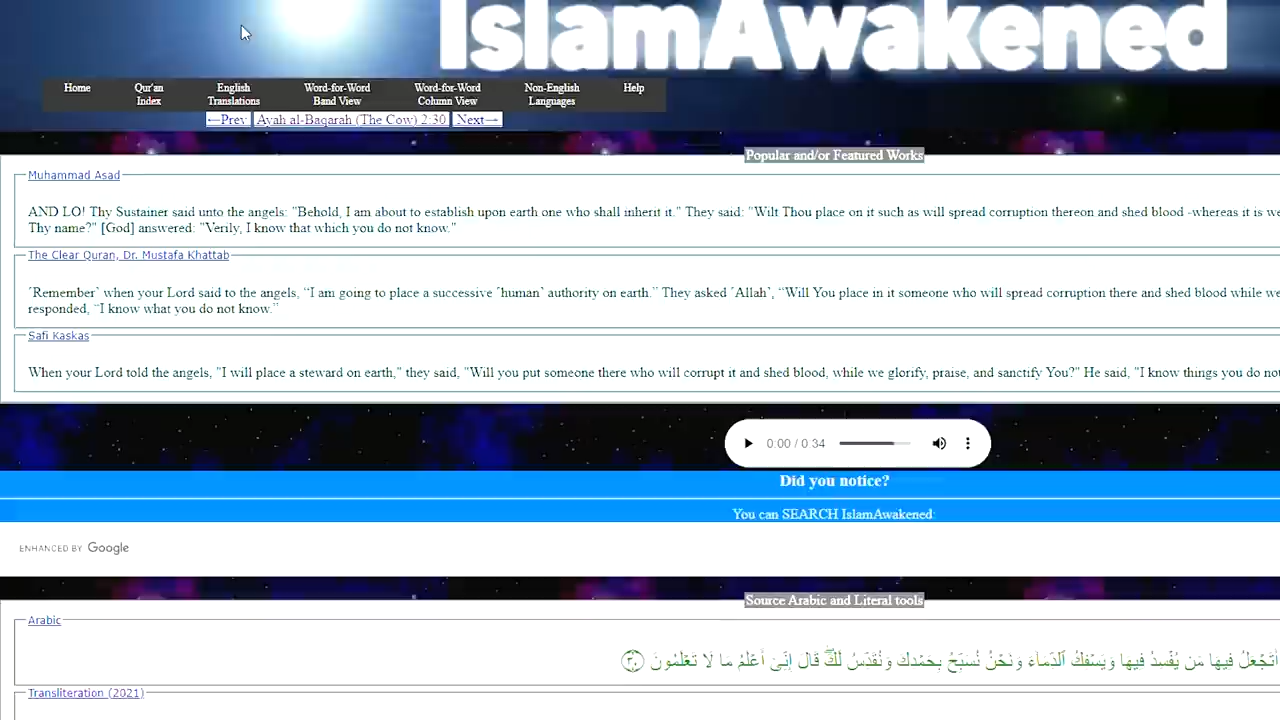 IslamAwakened
Home
Qur'an
Index
English
Translations
Word-for-Word
Band View
Word-for-Word
Column View
Non-English
Languages
Help
←Prev Ayah al-Baqarah (The Cow) 2:30 Next→
Popular and/or Featured Works
Muhammad Asad
AND LO! Thy Sustainer said unto the angels: "Behold, I am about to establish upon earth one who shall inherit it." They said: "Wilt Thou place on it such as will spread corruption thereon and shed blood -whereas it is we
Thy name?" [God] answered: "Verily, I know that which you do not know."
The Clear Quran, Dr. Mustafa Khattab
˹Remember˺ when your Lord said to the angels, “I am going to place a successive ˹human˺ authority on earth.” They asked ˹Allah˺, “Will You place in it someone who will spread corruption there and shed blood while we
responded, “I know what you do not know.”
Safi Kaskas
When your Lord told the angels, "I will place a steward on earth," they said, "Will you put someone there who will corrupt it and shed blood, while we glorify, praise, and sanctify You?" He said, "I know things you do
0:00 / 0:34
Did you notice?
You can SEARCH IslamAwakened:
ENHANCED BY Google
Source Arabic and Literal tools
Arabic
أَتَجْعَلُ فِيهَا مَن يُفْسِدُ فِيهَا وَيَسْفِكُ ٱلدِّمَآءَ وَنَحْنُ نُسَبِّحُ بِحَمْدِكَ وَنُقَدِّسُ لَكَ ۖ قَالَ إِنِّىٓ أَعْلَمُ مَا لَا تَعْلَمُونَ ٣٠
Transliteration (2021)